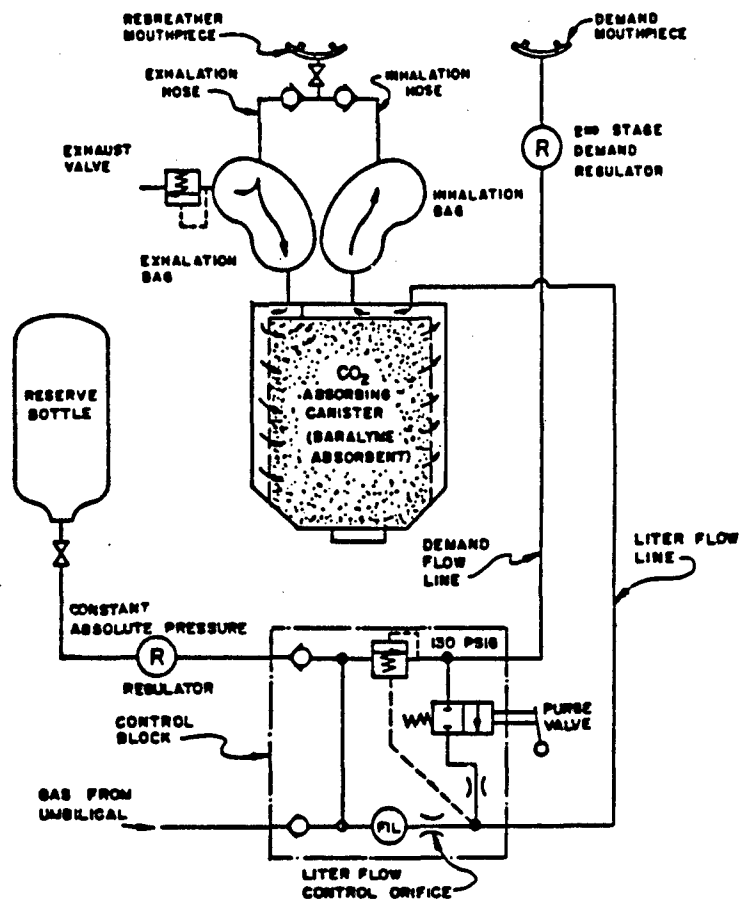 REBREATHER
MOUTHPIECE
DEMAND
MOUTHPIECE
EXHALATION
HOSE
INHALATION
HOSE
2ND STAGE
DEMAND
REGULATOR
R
EXHAUST
VALVE
INHALATION
BAG
EXHALATION
BAG
RESERVE
BOTTLE
CO2
ABSORBING
CANISTER
(BARALYME
ABSORBENT)
DEMAND
FLOW
LINE
LITER FLOW
LINE
CONSTANT
ABSOLUTE PRESSURE
R
REGULATOR
130 PSIG
PURGE
VALVE
CONTROL
BLOCK
GAS FROM
UMBILICAL
FIL
LITER FLOW
CONTROL ORIFICE